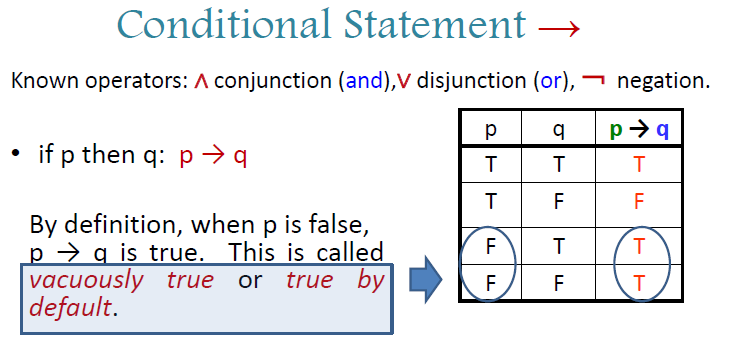 Conditional Statement →
Known operators: ∧ conjunction (and),∨ disjunction (or), ¬ negation.
• if p then q: p → q
By definition, when p is false,
p → q is true. This is called
vacuously true or true by
default.
p q p → q
T T T
T F F
F T T
F F T